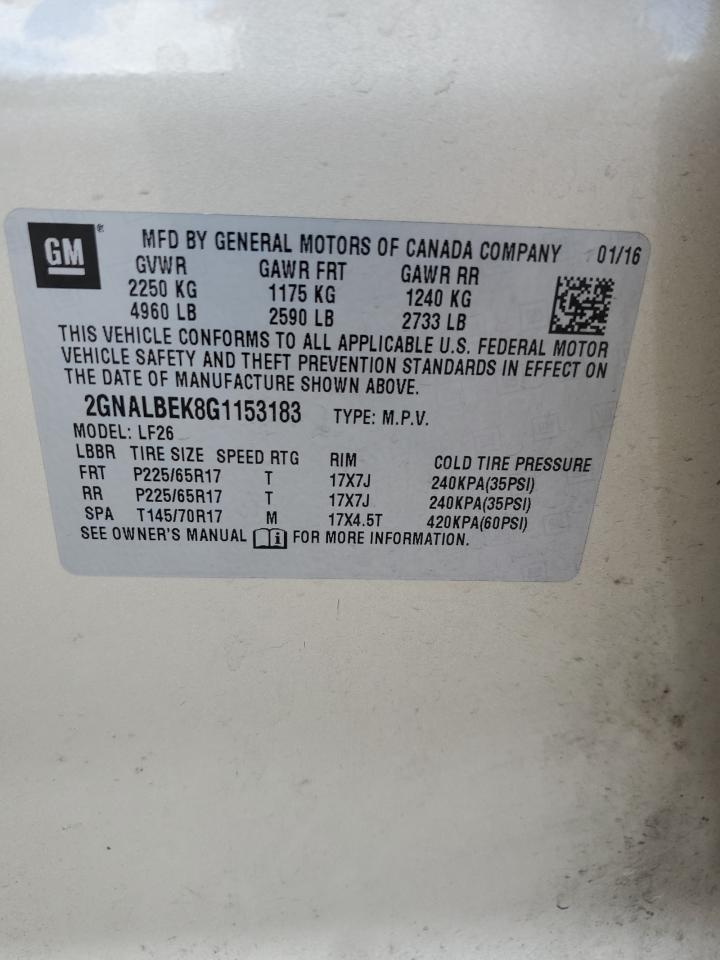 GM® MFD BY GENERAL MOTORS OF CANADA COMPANY 01/16
GVWR GAWR FRT GAWR RR
2250 KG 1175 KG 1240 KG
4960 LB 2590 LB 2733 LB
THIS VEHICLE CONFORMS TO ALL APPLICABLE U.S. FEDERAL MOTOR
VEHICLE SAFETY AND THEFT PREVENTION STANDARDS IN EFFECT ON
THE DATE OF MANUFACTURE SHOWN ABOVE.
2GNALBEK8G1153183 TYPE: M.P.V.
MODEL: LF26
LBBR TIRE SIZE SPEED RTG RIM COLD TIRE PRESSURE
FRT P225/65R17 T 17X7J 240KPA(35PSI)
RR P225/65R17 T 17X7J 240KPA(35PSI)
SPA T145/70R17 M 17X4.5T 420KPA(60PSI)
SEE OWNER'S MANUAL i FOR MORE INFORMATION.